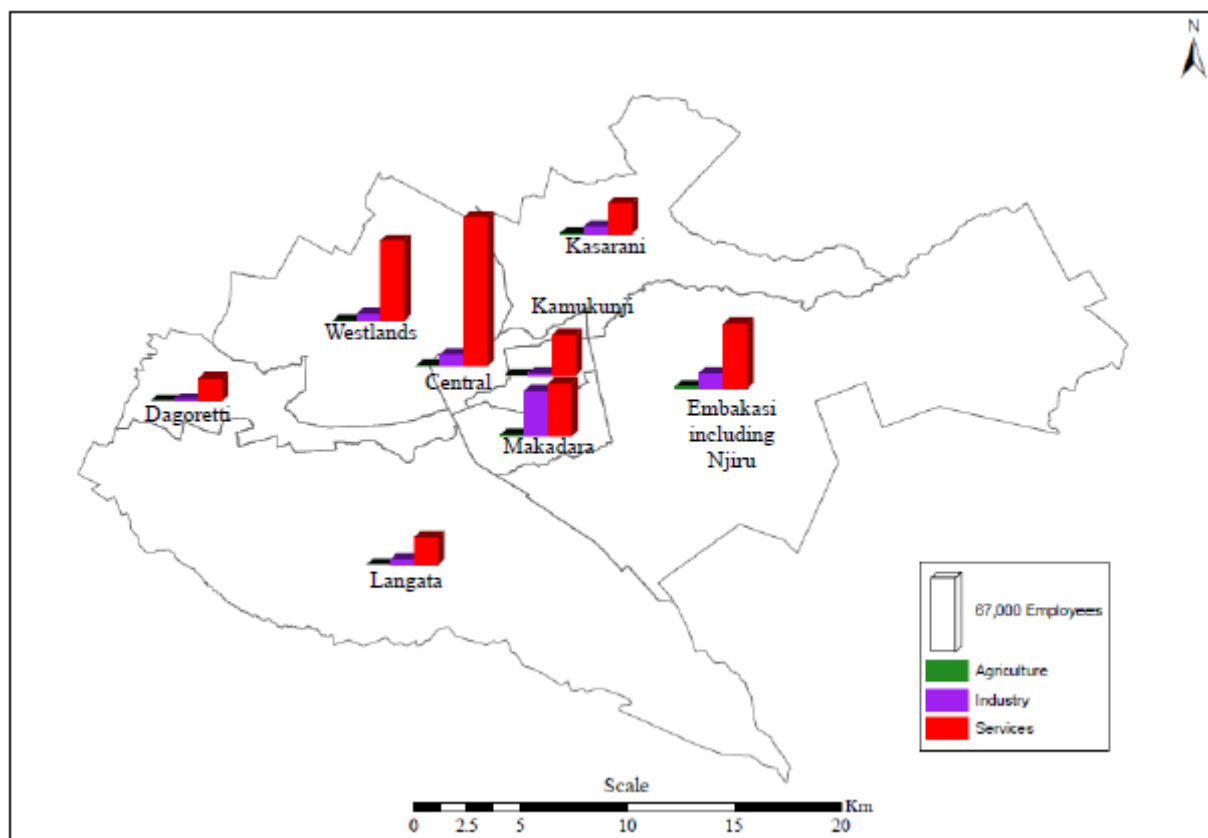 N
Kasarani
Kamukunji
Westlands
Central
Dagoretti
Embakasi
including
Njiru
Makadara
Langata
67,000 Employees
Agriculture
Industry
Services
Scale
Km
0 2.5 5 10 15 20